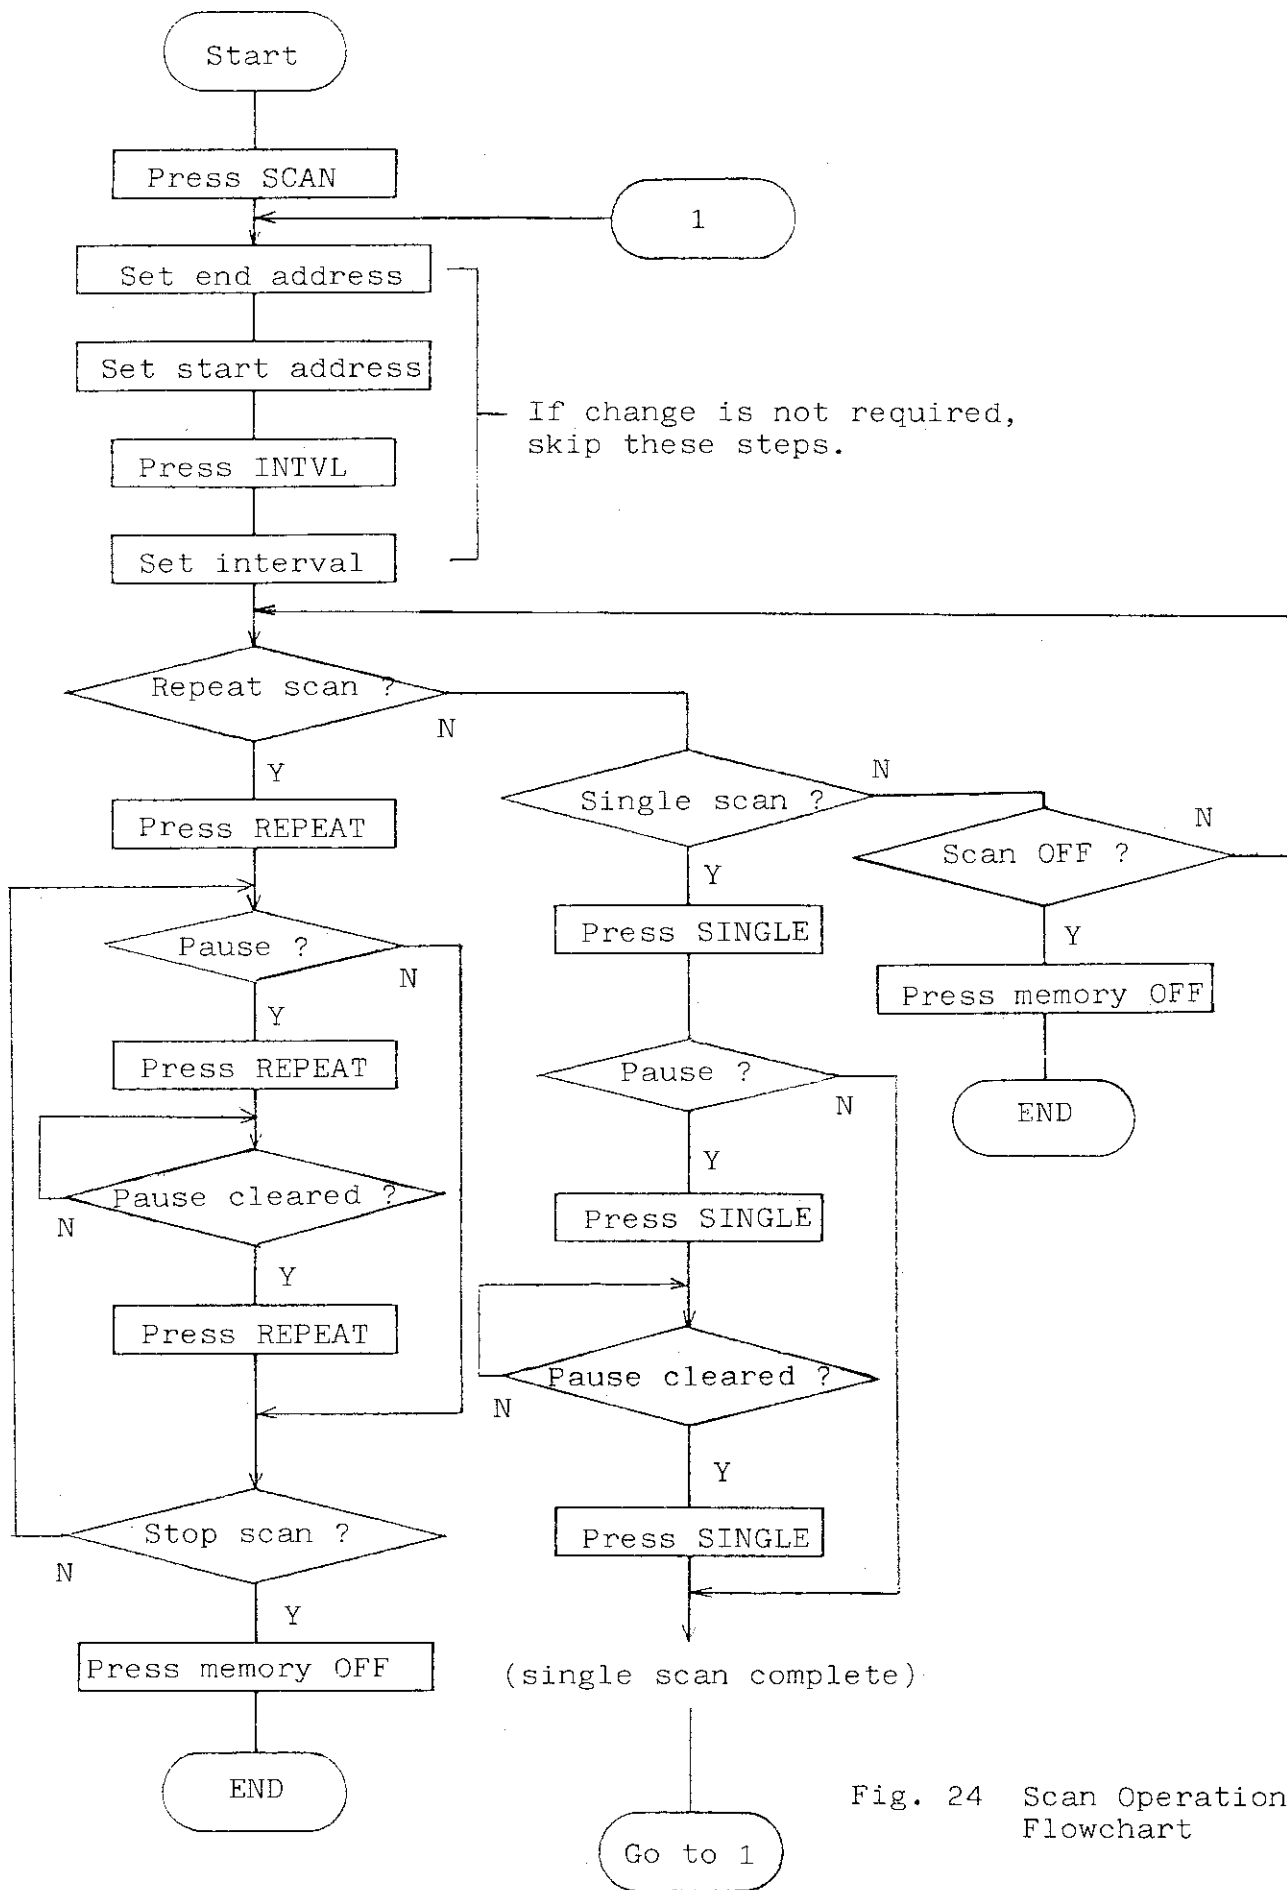 Start
Press SCAN
1
Set end address
Set start address
If change is not required,
skip these steps.
Press INTVL
Set interval
Repeat scan ?
N
Y
Single scan ?
N
Press REPEAT
Scan OFF ?
N
Y
Press SINGLE
Pause ?
N
Y
Press memory OFF
Y
Press REPEAT
Pause ?
N
END
Y
Pause cleared ?
N
Press SINGLE
Y
Press REPEAT
Pause cleared ?
N
Y
Stop scan ?
N
Press SINGLE
Y
Press memory OFF
(single scan complete)
END
Fig. 24 Scan Operation
Flowchart
Go to 1